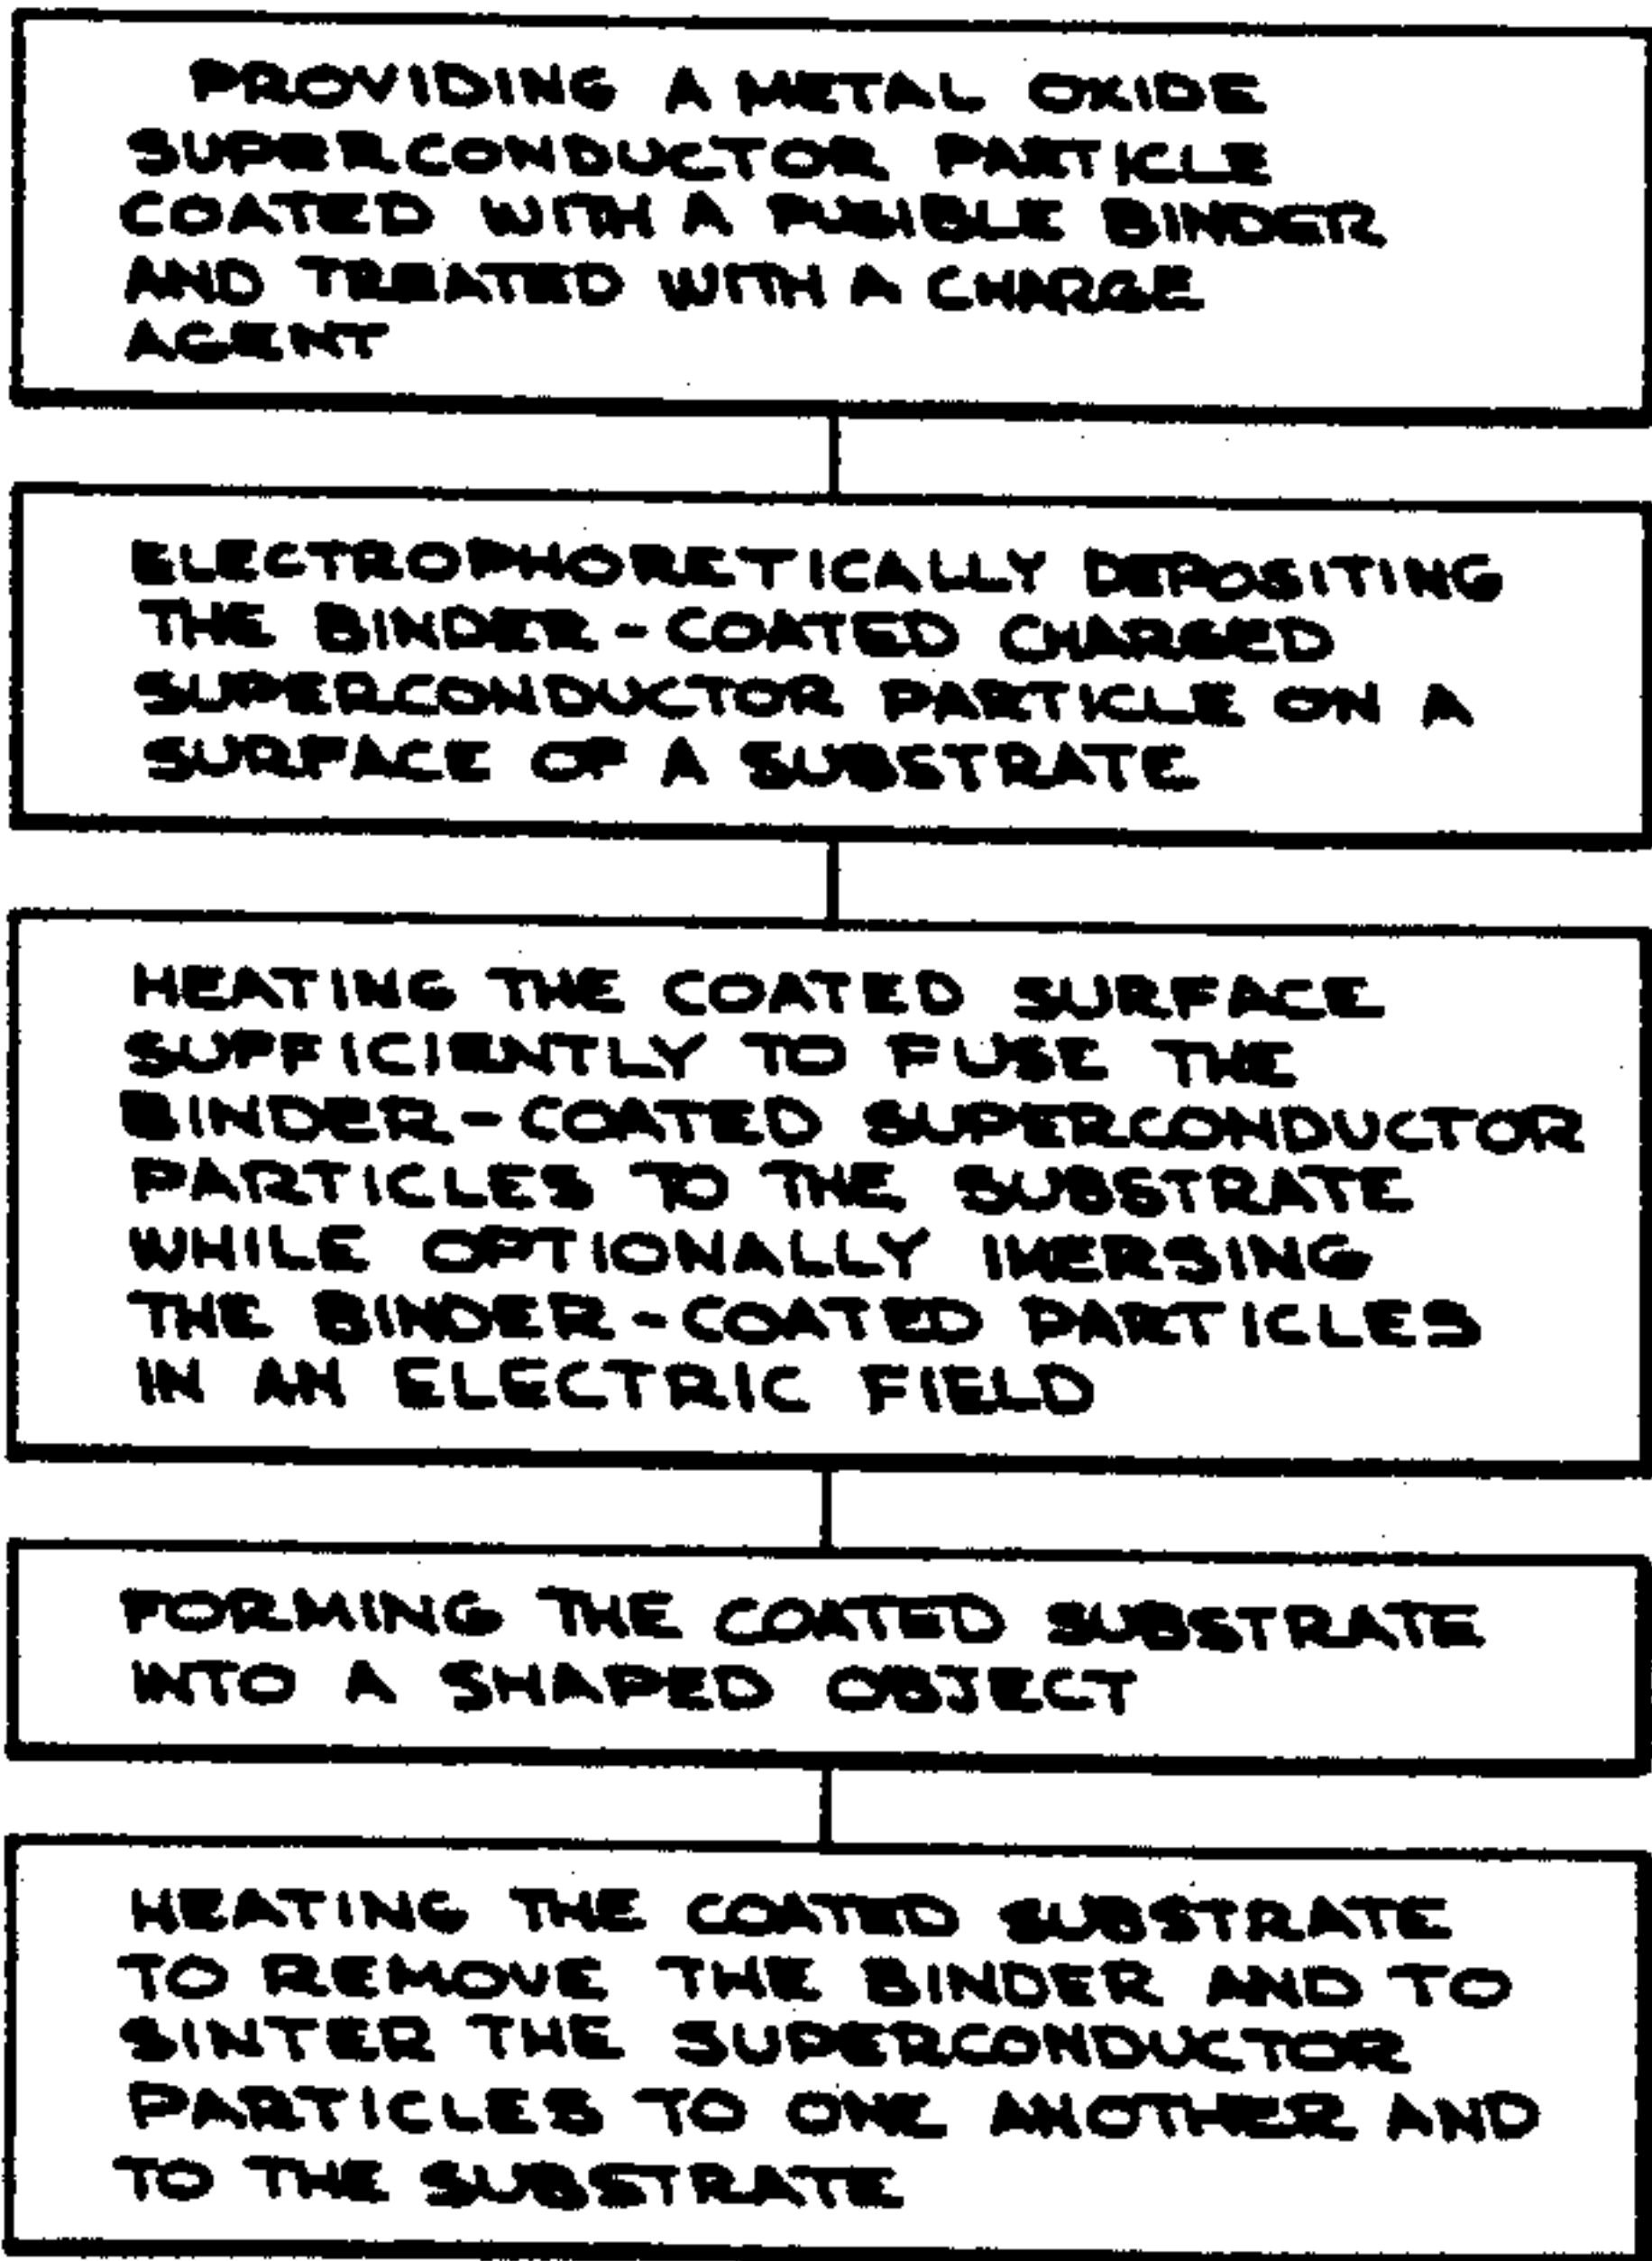 PROVIDING A METAL OXIDE
SUPERCONDUCTOR PARTICLE
COATED WITH A FUSIBLE BINDER
AND TREATED WITH A CHARGE
AGENT
ELECTROPHORETICALLY DEPOSITING
THE BINDER-COATED CHARGED
SUPERCONDUCTOR PARTICLE ON A
SURFACE OF A SUBSTRATE
HEATING THE COATED SURFACE
SUFFICIENTLY TO FUSE THE
BINDER-COATED SUPERCONDUCTOR
PARTICLES TO THE SUBSTRATE
WHILE OPTIONALLY IMERSING
THE BINDER-COATED PARTICLES
IN AN ELECTRIC FIELD
FORMING THE COATED SUBSTRATE
INTO A SHAPED OBJECT
HEATING THE COATED SUBSTRATE
TO REMOVE THE BINDER AND TO
SINTER THE SUPERCONDUCTOR
PARTICLES TO ONE ANOTHER AND
TO THE SUBSTRATE